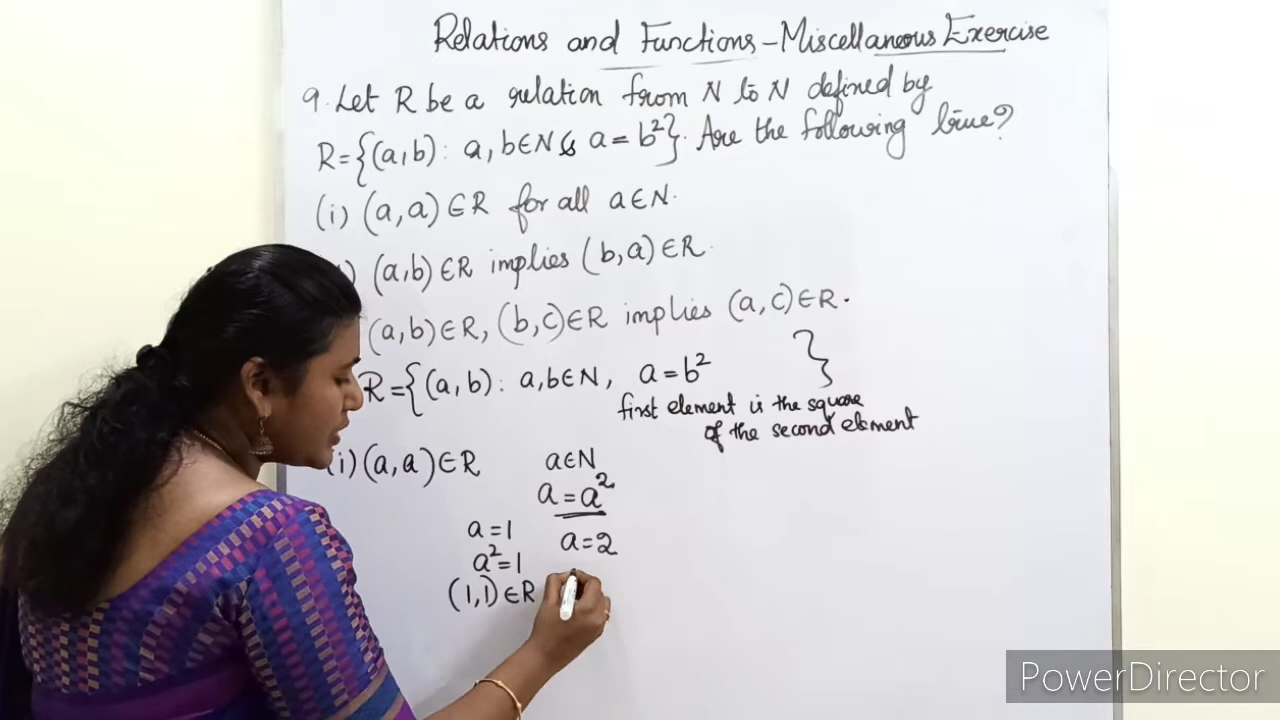 Relations and Functions - Miscellaneous Exercise
9. Let R be a relation from N to N defined by
R = {(a,b) : a, b ∈ N & a = b²}. Are the following true?
(i) (a,a) ∈ R for all a ∈ N.
) (a,b) ∈ R implies (b,a) ∈ R.
(a,b) ∈ R, (b,c) ∈ R implies (a,c) ∈ R.
R = {(a,b) : a,b ∈ N, a = b² }
first element is the square
of the second element
(i) (a,a) ∈ R a ∈ N
a = a²
a = 1 a = 2
a² = 1
(1,1) ∈ R
PowerDirector